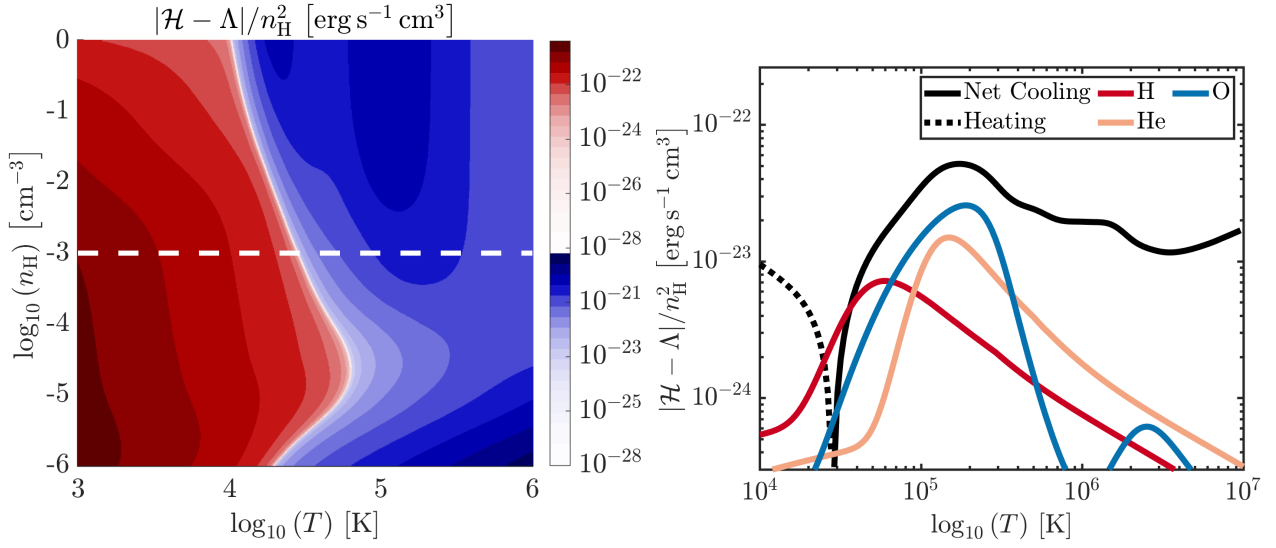 |ℋ − Λ|/n_H^2 [erg s^−1 cm^3]
0
-1
-2
-3
-4
-5
-6
log_10 (n_H) [cm^−3]
3
4
5
6
log_10 (T) [K]
10^−22
10^−24
10^−26
10^−28
10^−21
10^−23
10^−25
10^−28
|ℋ − Λ|/n_H^2 [erg s^−1 cm^3]
10^−22
10^−23
10^−24
Net Cooling
H
O
Heating
He
10^4
10^5
10^6
10^7
log_10 (T) [K]